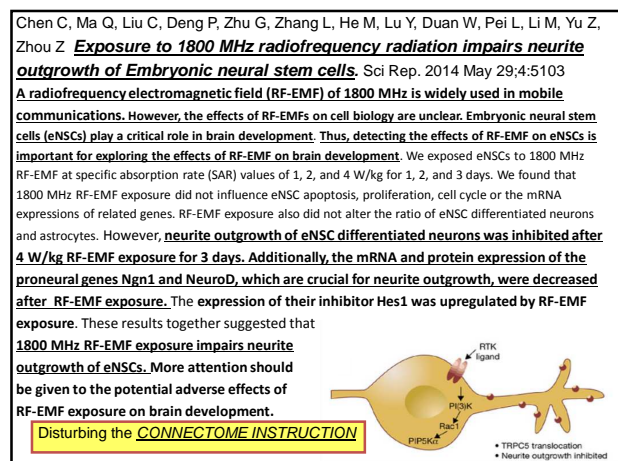 Chen C, Ma Q, Liu C, Deng P, Zhu G, Zhang L, He M, Lu Y, Duan W, Pei L, Li M, Yu Z,
Zhou Z Exposure to 1800 MHz radiofrequency radiation impairs neurite
outgrowth of Embryonic neural stem cells. Sci Rep. 2014 May 29;4:5103
A radiofrequency electromagnetic field (RF-EMF) of 1800 MHz is widely used in mobile
communications. However, the effects of RF-EMFs on cell biology are unclear. Embryonic neural stem
cells (eNSCs) play a critical role in brain development. Thus, detecting the effects of RF-EMF on eNSCs is
important for exploring the effects of RF-EMF on brain development. We exposed eNSCs to 1800 MHz
RF-EMF at specific absorption rate (SAR) values of 1, 2, and 4 W/kg for 1, 2, and 3 days. We found that
1800 MHz RF-EMF exposure did not influence eNSC apoptosis, proliferation, cell cycle or the mRNA
expressions of related genes. RF-EMF exposure also did not alter the ratio of eNSC differentiated neurons
and astrocytes. However, neurite outgrowth of eNSC differentiated neurons was inhibited after
4 W/kg RF-EMF exposure for 3 days. Additionally, the mRNA and protein expression of the
proneural genes Ngn1 and NeuroD, which are crucial for neurite outgrowth, were decreased
after RF-EMF exposure. The expression of their inhibitor Hes1 was upregulated by RF-EMF
exposure. These results together suggested that
1800 MHz RF-EMF exposure impairs neurite
outgrowth of eNSCs. More attention should
be given to the potential adverse effects of
RF-EMF exposure on brain development.
Disturbing the CONNECTOME INSTRUCTION
RTK
ligand
PI(3)K
Rac1
PIP5Kα
• TRPC5 translocation
• Neurite outgrowth inhibited